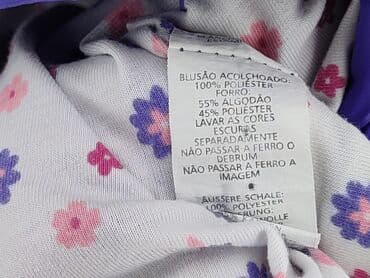 BLUSÃO ACOLCHOADO:
100% POLIÉSTER
FORRO:
55% ALGODÃO
45% POLIÉSTER
LAVAR AS CORES
ESCURAS
SEPARADAMENTE
NÃO PASSAR A FERRO O
DEBRUM
NÃO PASSAR A FERRO A
IMAGEM
ÄUSSERE SCHALE:
100% POLYESTER